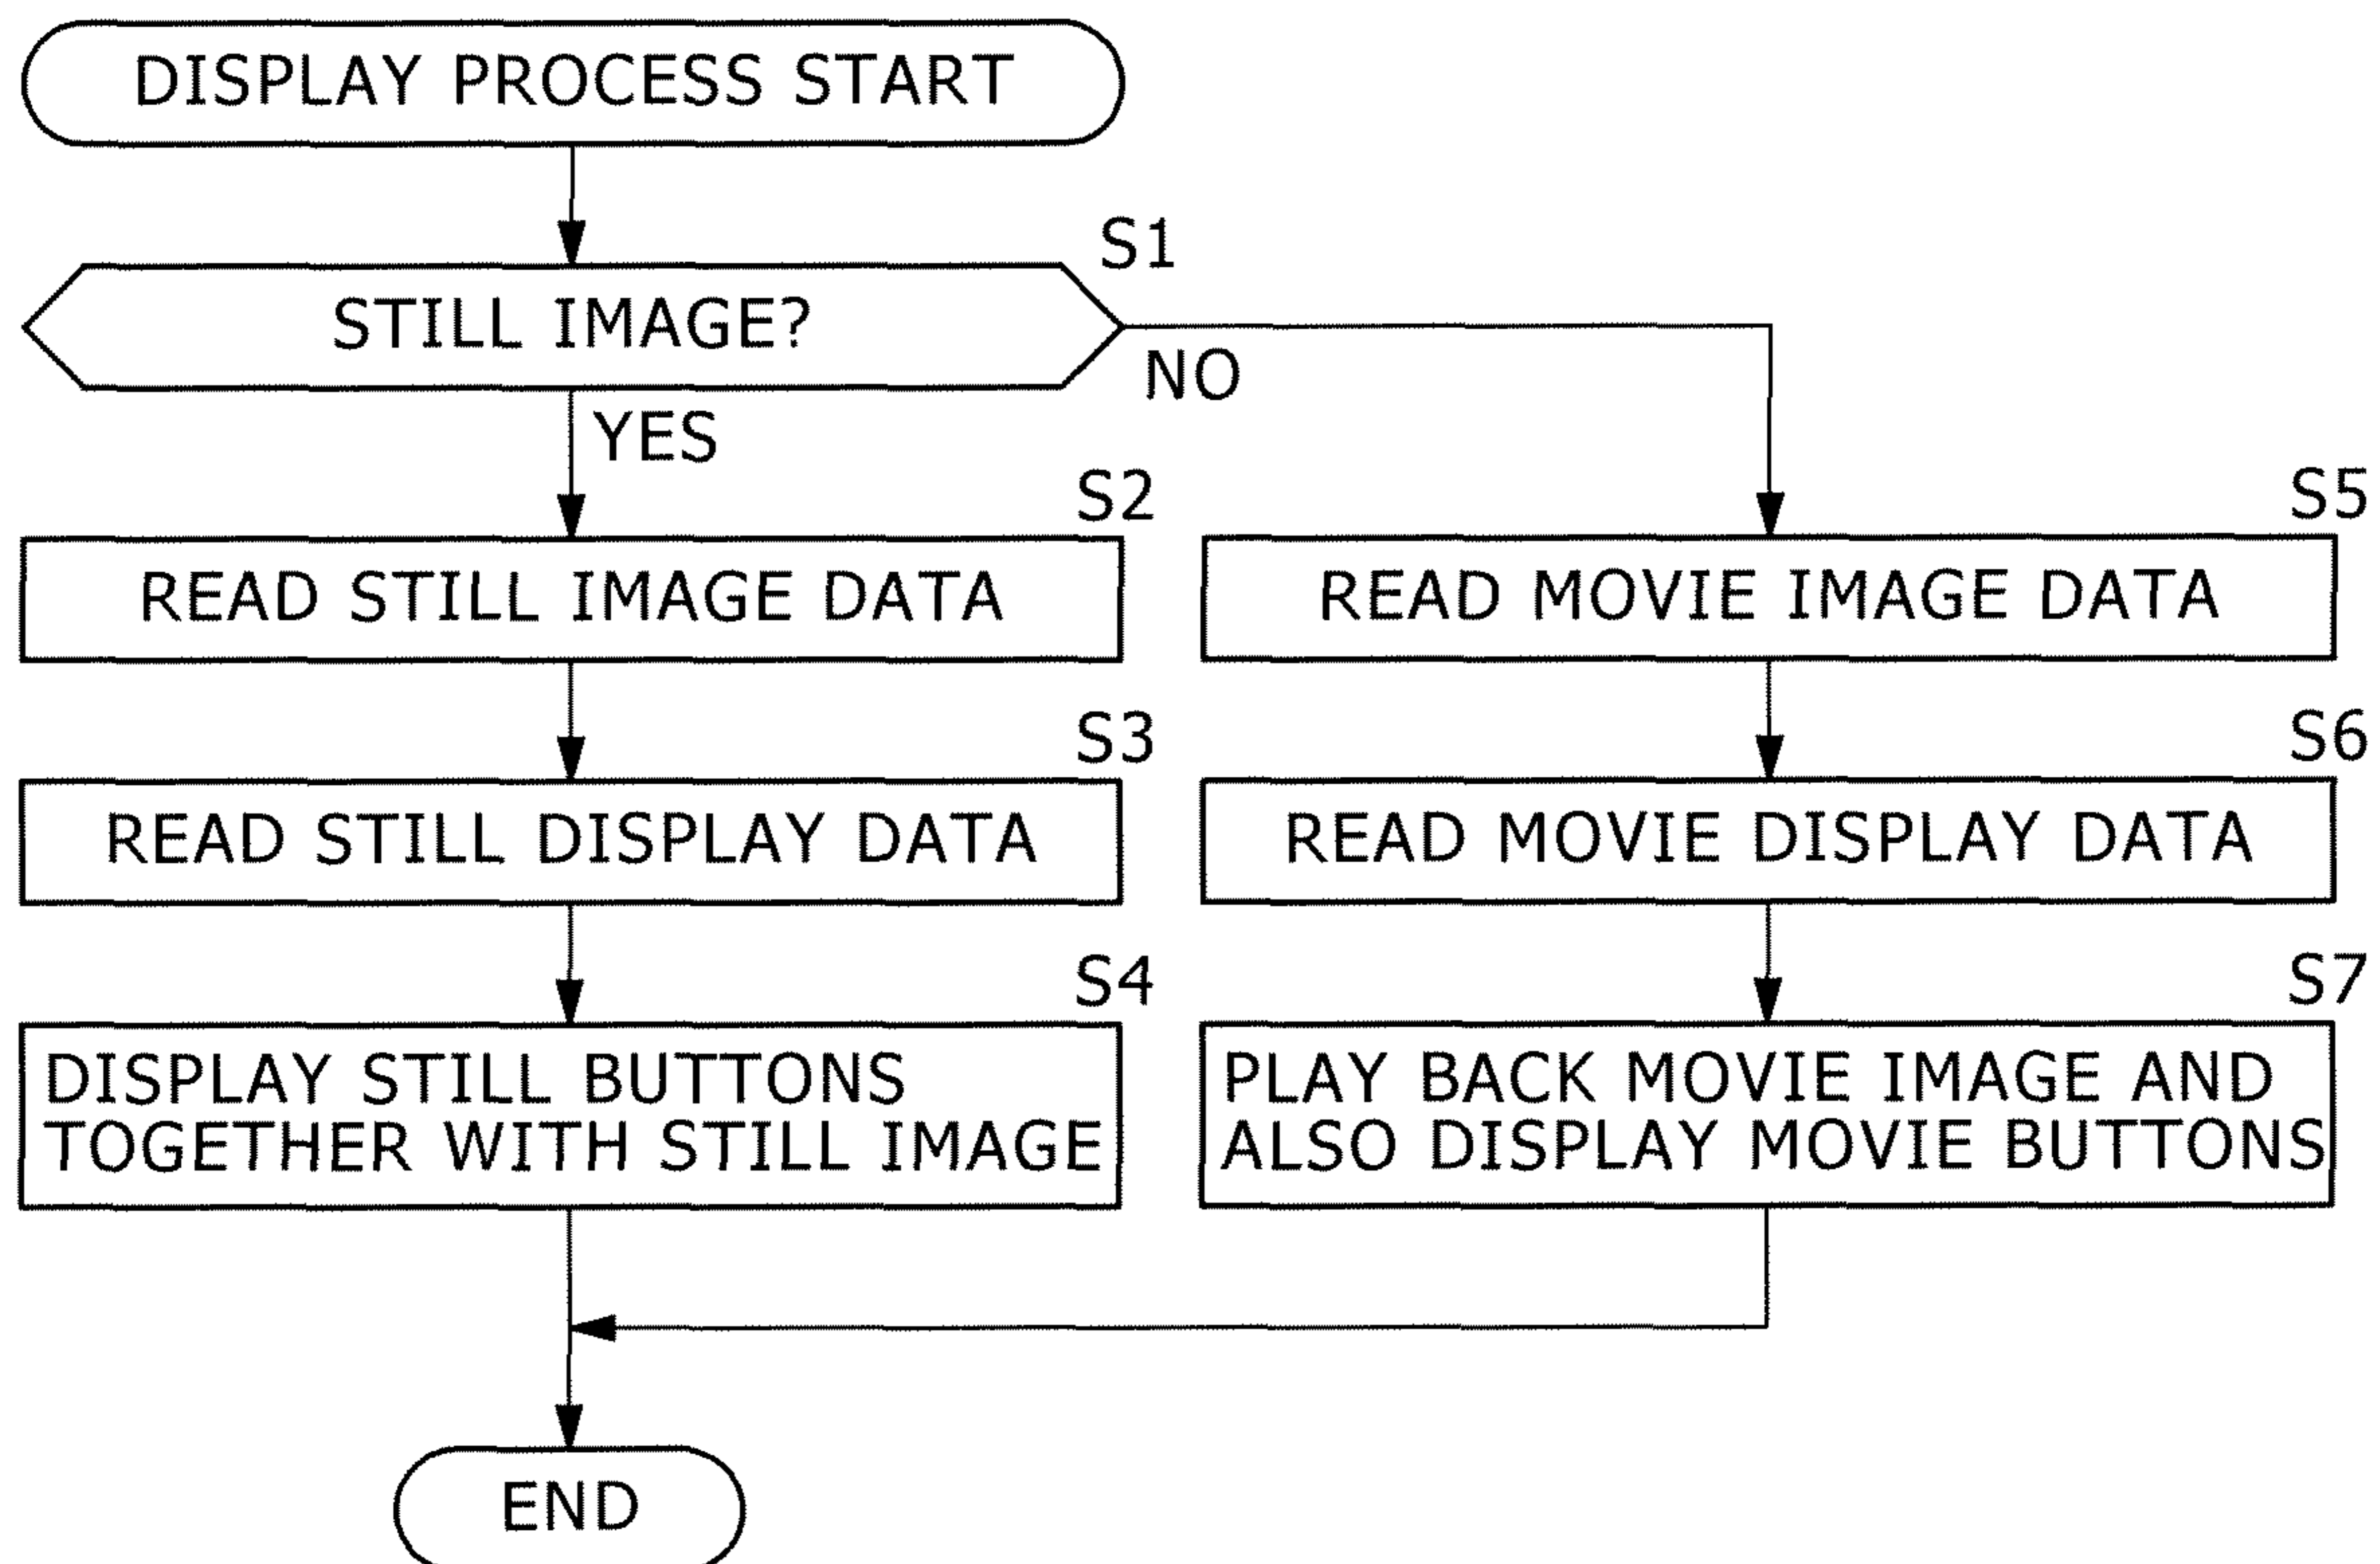 DISPLAY PROCESS START
S1
STILL IMAGE?
NO
YES
S2
READ STILL IMAGE DATA
S3
READ STILL DISPLAY DATA
S4
DISPLAY STILL BUTTONS
TOGETHER WITH STILL IMAGE
S5
READ MOVIE IMAGE DATA
S6
READ MOVIE DISPLAY DATA
S7
PLAY BACK MOVIE IMAGE AND
ALSO DISPLAY MOVIE BUTTONS
END